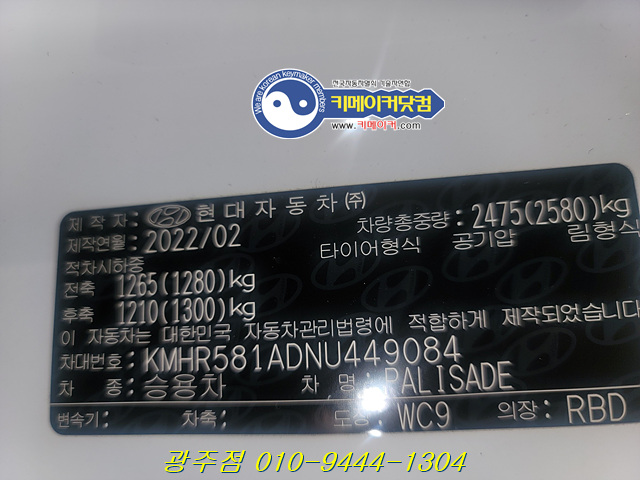 전국자동차열쇠기술자연합
We are korean keymaker members
키메이커닷컴
www.키메이커.com
제 작 자 : 현대자동차㈜
제작연월 : 2022/02
차량총중량 : 2475(2580)kg
타이어형식 공기압 림형식
적차시하중
전축 1265(1280)kg
후축 1210(1300)kg
이 자동차는 대한민국 자동차관리법령에 적합하게 제작되었습니다
차대번호 : KMHR581ADNU449084
차 종 : 승용차 차 명 : PALISADE
변속기 : 차축 : 도장 WC9 의장 : RBD
광주점 010-9444-1304